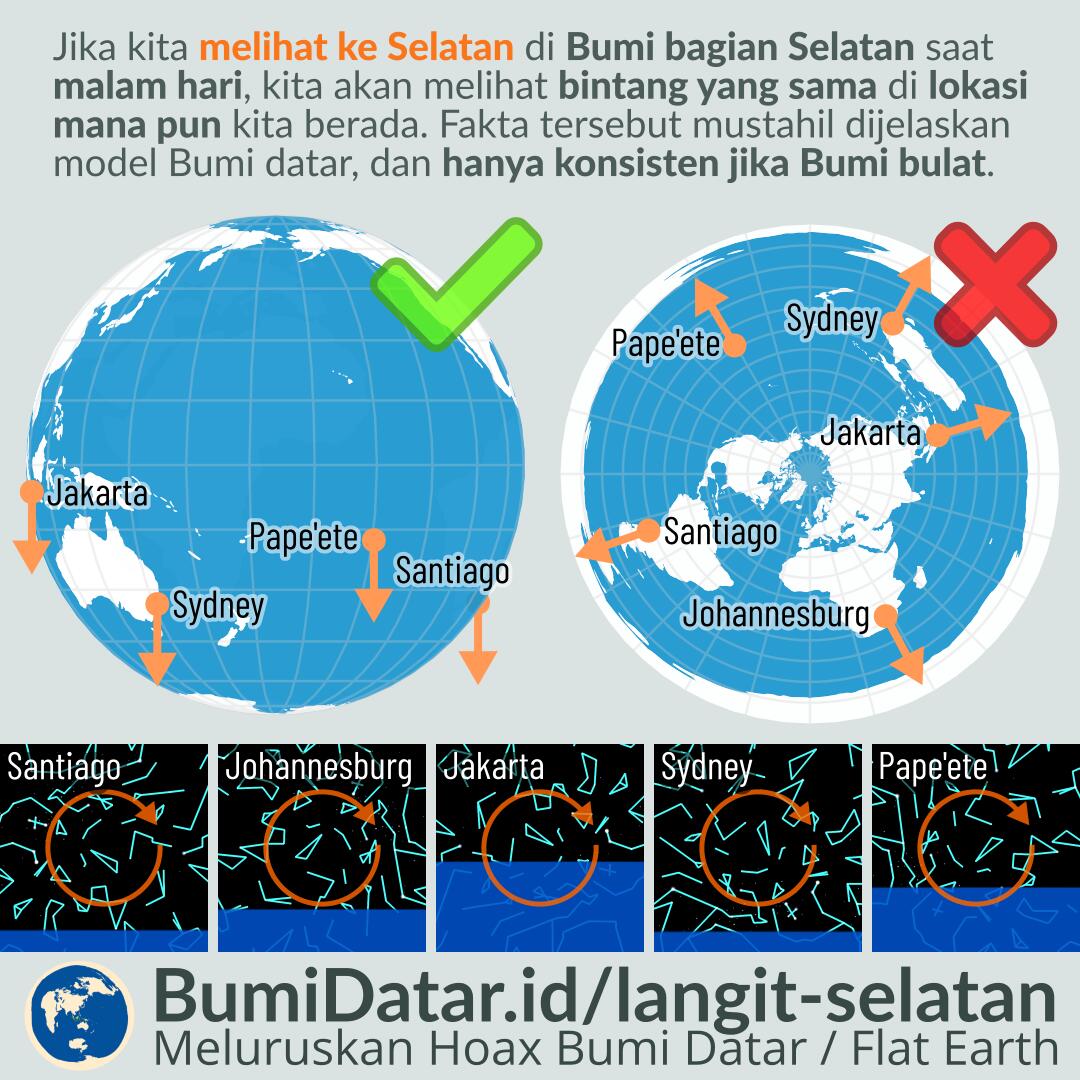 Jika kita melihat ke Selatan di Bumi bagian Selatan saat
malam hari, kita akan melihat bintang yang sama di lokasi
mana pun kita berada. Fakta tersebut mustahil dijelaskan
model Bumi datar, dan hanya konsisten jika Bumi bulat.
Jakarta
Pape'ete
Santiago
Sydney
Sydney
Pape'ete
Jakarta
Santiago
Johannesburg
Santiago
Johannesburg
Jakarta
Sydney
Pape'ete
BumiDatar.id/langit-selatan
Meluruskan Hoax Bumi Datar / Flat Earth